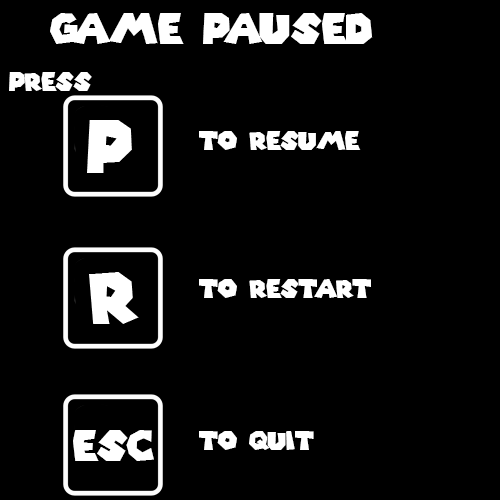 GAME PAUSED
PRESS
P TO RESUME
R TO RESTART
ESC TO QUIT